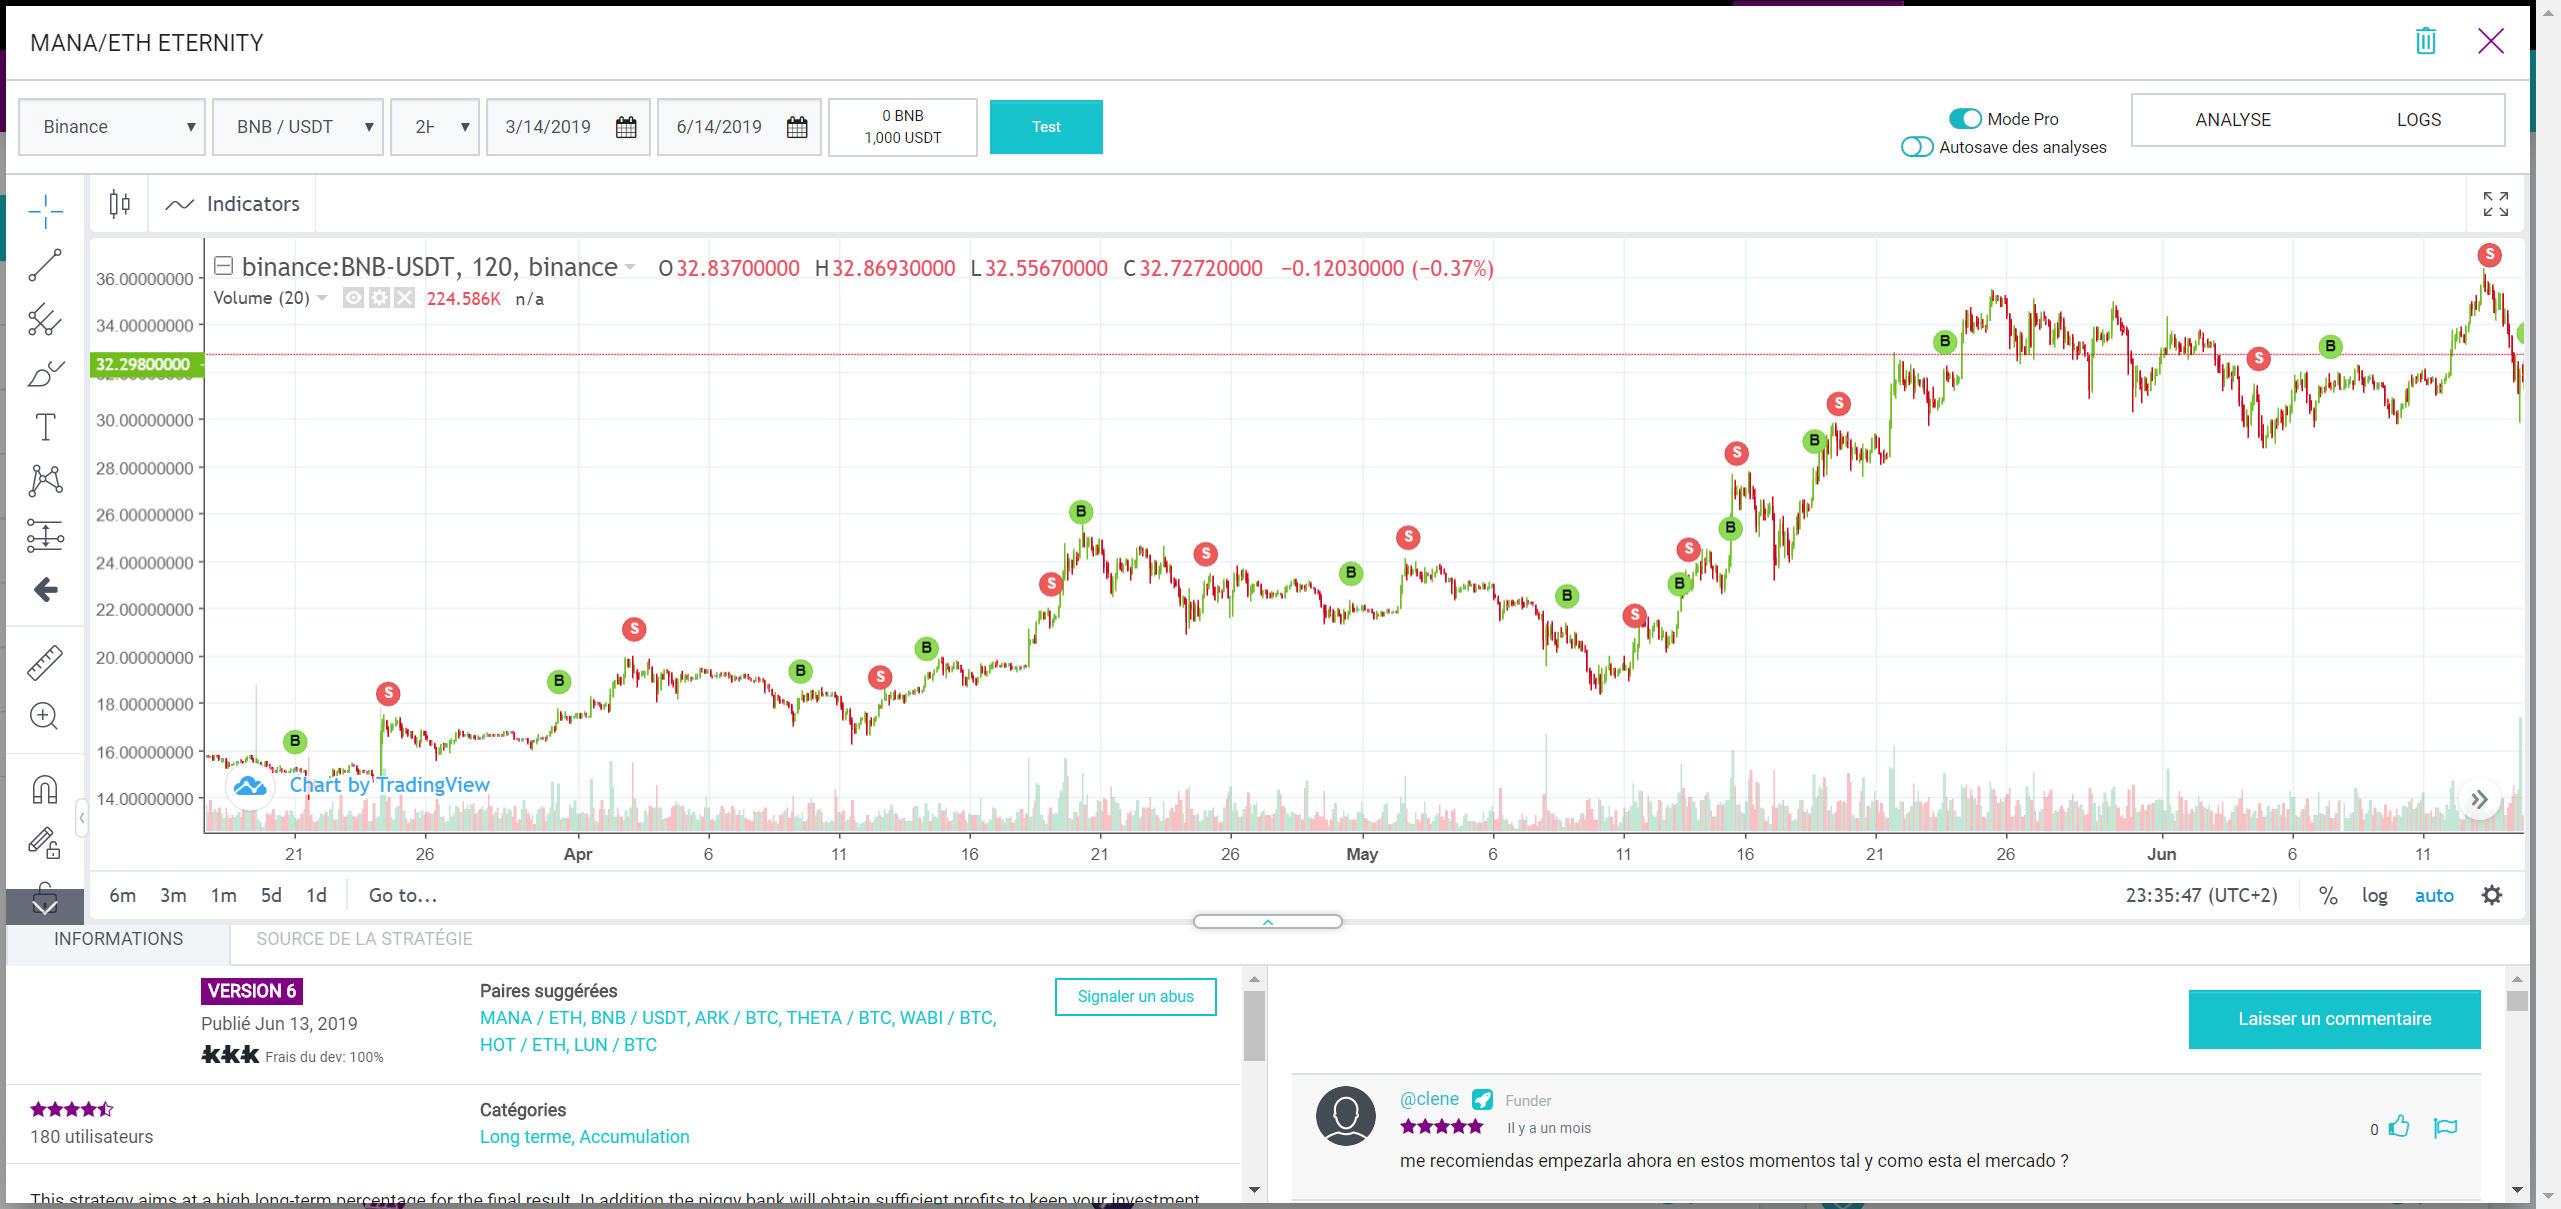 MANA/ETH ETERNITY
Binance
BNB / USDT
3/14/2019
6/14/2019
0 BNB
1,000 USDT
Test
Mode Pro
Autosave des analyses
ANALYSE
LOGS
Indicators
binance:BNB-USDT, 120, binance O 32.83700000 H 32.86930000 L 32.55670000 C 32.72720000 −0.12030000 (−0.37%)
Volume (20) 224.586K n/a
36.00000000
34.00000000
32.29800000
30.00000000
28.00000000
26.00000000
24.00000000
22.00000000
20.00000000
18.00000000
16.00000000
14.00000000
B S B S B S B S B S B S B S B S B S B S B S B S
Chart by TradingView
21 26 Apr 6 11 16 21 26 May 6 11 16 21 26 Jun 6 11
6m 3m 1m 5d 1d Go to... 23:35:47 (UTC+2) % log auto
INFORMATIONS
SOURCE DE LA STRATÉGIE
VERSION 6
Publié Jun 13, 2019
Frais du dev: 100%
Paires suggérées
MANA / ETH, BNB / USDT, ARK / BTC, THETA / BTC, WABI / BTC,
HOT / ETH, LUN / BTC
Signaler un abus
180 utilisateurs
Catégories
Long terme, Accumulation
This strategy aims at a high long-term percentage for the final result. In addition the piggy bank will obtain sufficient profits to keep your investment
Laisser un commentaire
@clene Funder
Il y a un mois
0
me recomiendas empezarla ahora en estos momentos tal y como esta el mercado ?